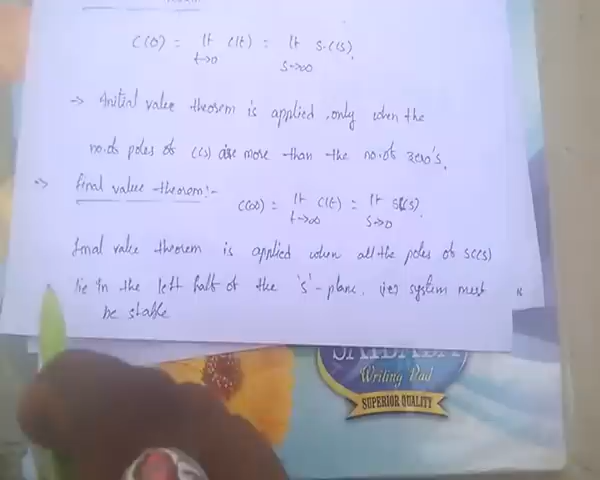 C(0) = lt c(t) = lt s.c(s).
t→0 s→∞
→ Initial value theorem is applied, only when the
no.of poles of c(s) are more than the no.of zero's.
⇒ final value theorem:-
c(∞) = lt c(t) = lt sc(s).
t→∞ s→0
final value theorem is applied when all the poles of sc(s)
lie in the left half of the 's'-plane. system must
be stable
Writing Pad
SUPERIOR QUALITY